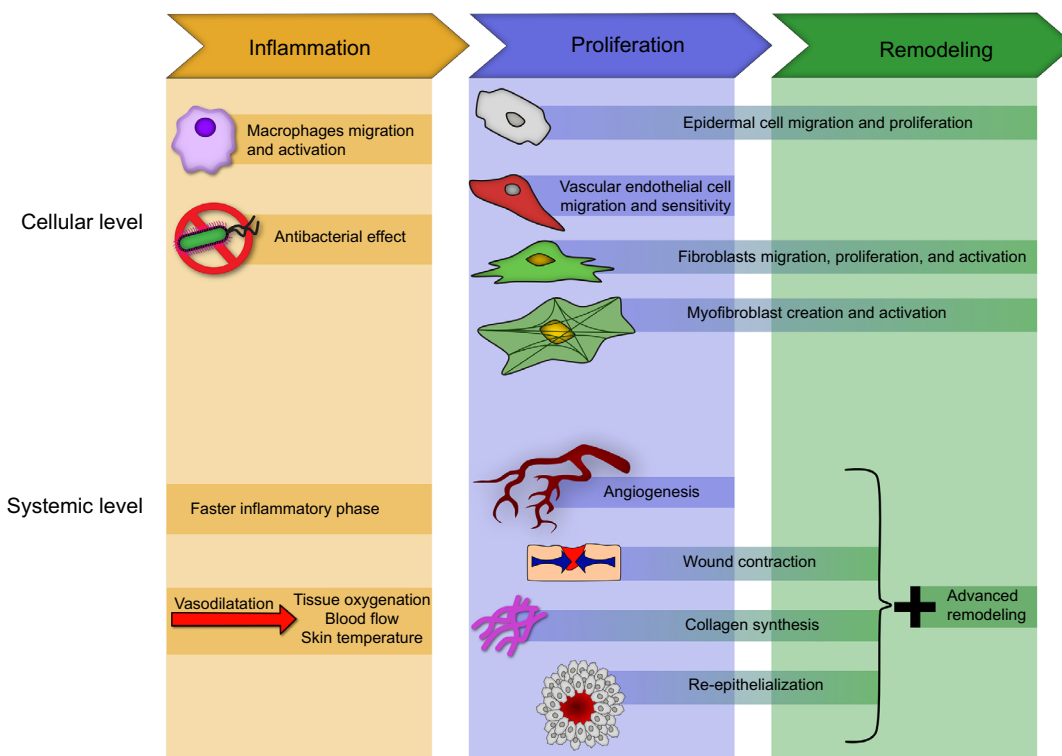 Inflammation
Proliferation
Remodeling
Cellular level
Macrophages migration
and activation
Antibacterial effect
Epidermal cell migration and proliferation
Vascular endothelial cell
migration and sensitivity
Fibroblasts migration, proliferation, and activation
Myofibroblast creation and activation
Systemic level
Faster inflammatory phase
Vasodilatation
Tissue oxygenation
Blood flow
Skin temperature
Angiogenesis
Wound contraction
Collagen synthesis
Re-epithelialization
Advanced
remodeling